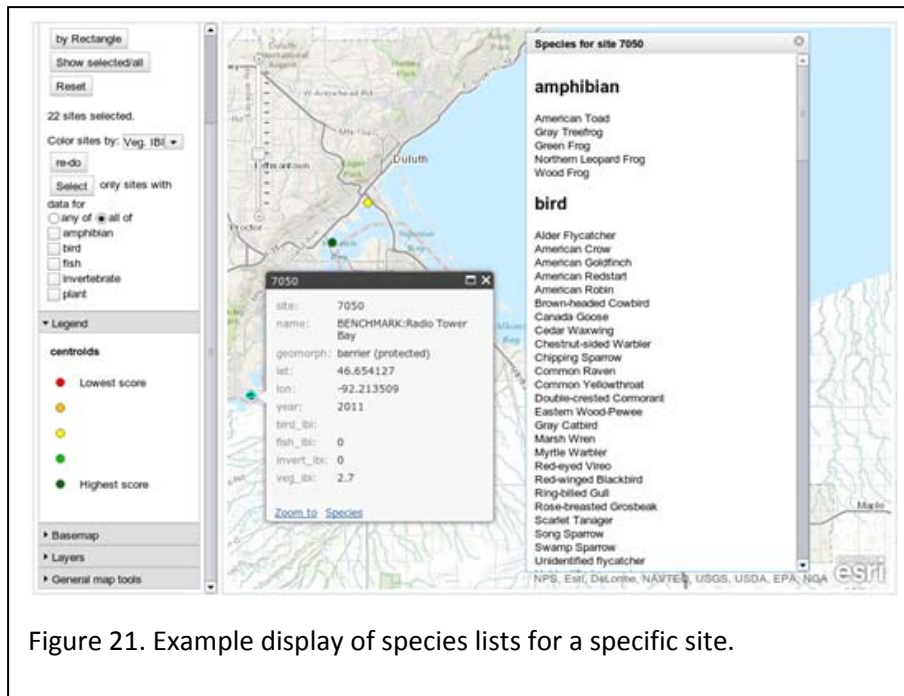 by Rectangle
Show selected/all
Reset
22 sites selected.
Color sites by: Veg. IBI
re-do
Select only sites with
data for
any of all of
amphibian
bird
fish
invertebrate
plant
Legend
centroids
Lowest score
Highest score
Basemap
Layers
General map tools
Duluth
Proctor
Duluth
Maple
7050
site: 7050
name: BENCHMARK:Radio Tower
Bay
geomorph: barrier (protected)
lat: 46.654127
lon: -92.213509
year: 2011
bird_ibi:
fish_ibi: 0
invert_ibi: 0
veg_ibi: 2.7
Zoom to Species
Species for site 7050
amphibian
American Toad
Gray Treefrog
Green Frog
Northern Leopard Frog
Wood Frog
bird
Alder Flycatcher
American Crow
American Goldfinch
American Redstart
American Robin
Brown-headed Cowbird
Canada Goose
Cedar Waxwing
Chestnut-sided Warbler
Chipping Sparrow
Common Raven
Common Yellowthroat
Double-crested Cormorant
Eastern Wood-Pewee
Gray Catbird
Marsh Wren
Myrtle Warbler
Red-eyed Vireo
Red-winged Blackbird
Ring-billed Gull
Rose-breasted Grosbeak
Scarlet Tanager
Song Sparrow
Swamp Sparrow
Unidentified flycatcher
NPS, Esri, DeLorme, NAVTEQ, USGS, USDA, EPA, NGA
esri
Figure 21. Example display of species lists for a specific site.